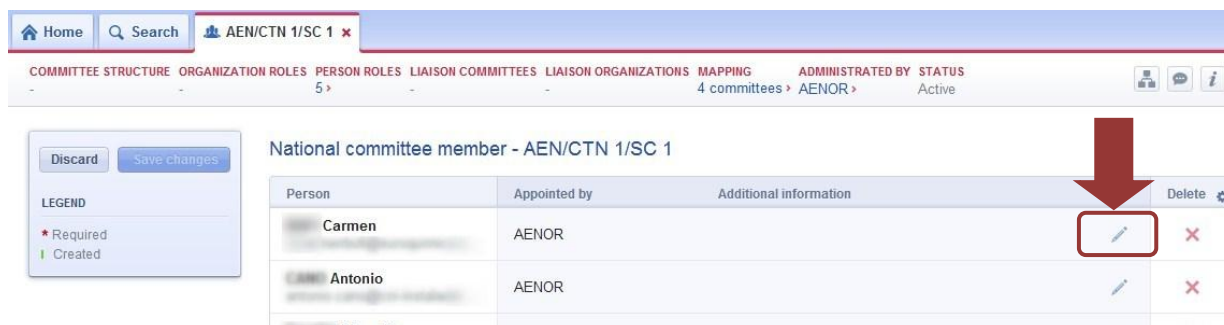 Home Search AEN/CTN 1/SC 1 ×
COMMITTEE STRUCTURE ORGANIZATION ROLES PERSON ROLES LIAISON COMMITTEES LIAISON ORGANIZATIONS MAPPING ADMINISTRATED BY STATUS
- - 5 › - - 4 committees › AENOR › Active
Discard Save changes
LEGEND
* Required
I Created
National committee member - AEN/CTN 1/SC 1
Person Appointed by Additional information Delete
Carmen
AENOR
Antonio
AENOR